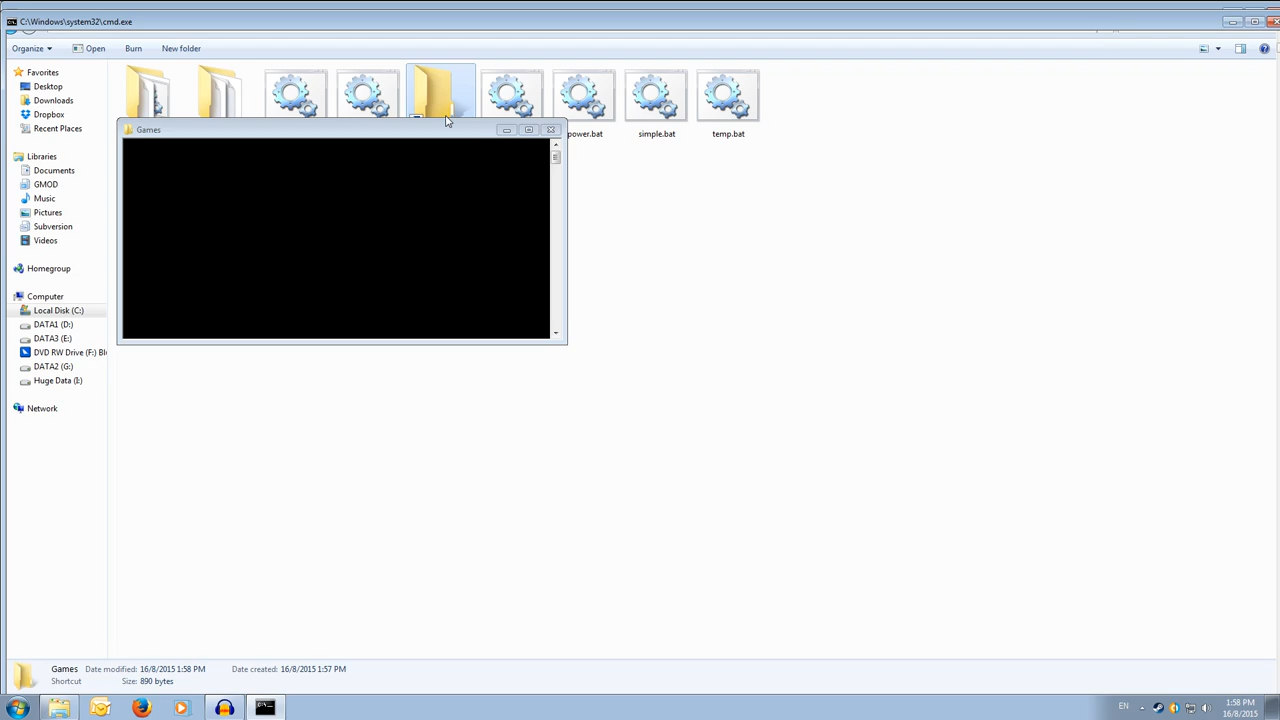 C:\Windows\system32\cmd.exe
Organize Open Burn New folder
Favorites
Desktop
Downloads
Dropbox
Recent Places
Libraries
Documents
GMOD
Music
Pictures
Subversion
Videos
Homegroup
Computer
Local Disk (C:)
DATA1 (D:)
DATA3 (E:)
DVD RW Drive (F:) Bl
DATA2 (G:)
Huge Data (I:)
Network
power.bat simple.bat temp.bat
Games
Games Date modified: 16/8/2015 1:58 PM Date created: 16/8/2015 1:57 PM
Shortcut Size: 890 bytes
EN 1:58 PM
16/8/2015